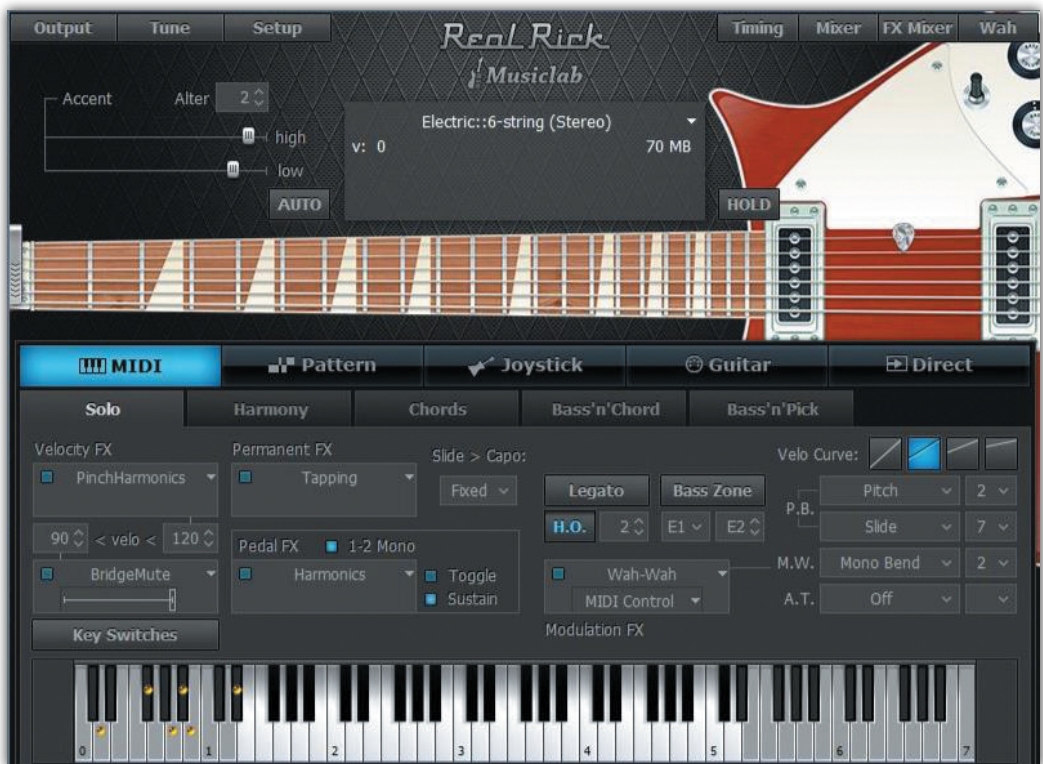 Output Tune Setup Real Rick Timing Mixer FX Mixer Wah
Musiclab
Accent Alter 2
high
low
AUTO
Electric::6-string (Stereo)
v: 0 70 MB
HOLD
MIDI Pattern Joystick Guitar Direct
Solo Harmony Chords Bass'n'Chord Bass'n'Pick
Velocity FX Permanent FX Slide > Capo: Velo Curve:
PinchHarmonics Tapping Fixed Legato Bass Zone P.B. Pitch 2
90 < velo < 120 H.O. 2 E1 E2 Slide 7
Pedal FX 1-2 Mono
BridgeMute Harmonics Toggle Wah-Wah M.W. Mono Bend 2
Sustain MIDI Control A.T. Off
Key Switches Modulation FX
0 1 2 3 4 5 6 7